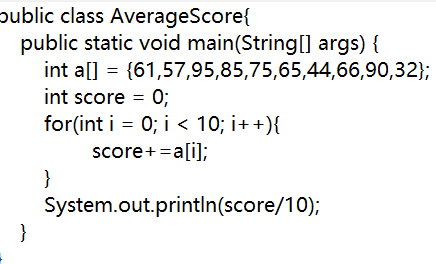 public class AverageScore{
public static void main(String[] args) {
int a[] = {61,57,95,85,75,65,44,66,90,32};
int score = 0;
for(int i = 0; i < 10; i++){
score+=a[i];
}
System.out.println(score/10);
}
}